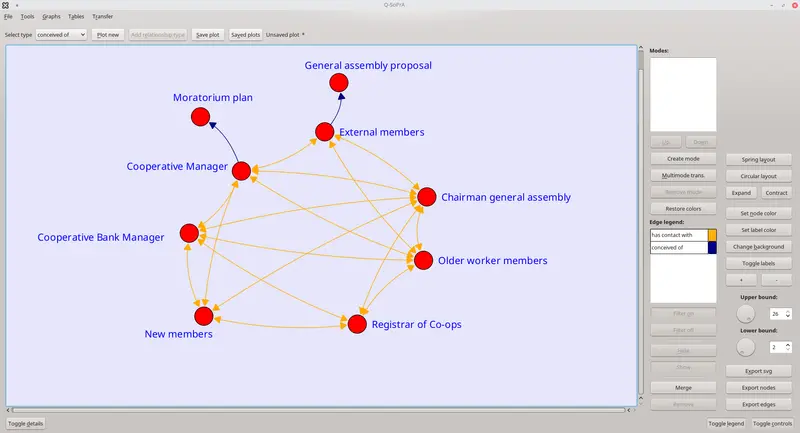 Q-SoPrA
File Tools Graphs Tables Transfer
Select type conceived of Plot new Add relationship type Save plot Saved plots Unsaved plot *
Modes:
General assembly proposal
Moratorium plan
External members
Cooperative Manager
Chairman general assembly
Cooperative Bank Manager
Older worker members
New members
Registrar of Co-ops
Up Down
Create mode
Multimode trans.
Remove mode
Restore colors
Edge legend:
has contact with
conceived of
Filter on
Filter off
Hide
Show
Merge
Remove
Spring layout
Circular layout
Expand Contract
Set node color
Set label color
Change background
Toggle labels
+ -
Upper bound:
26
Lower bound:
2
Export svg
Export nodes
Export edges
Toggle details Toggle legend Toggle controls